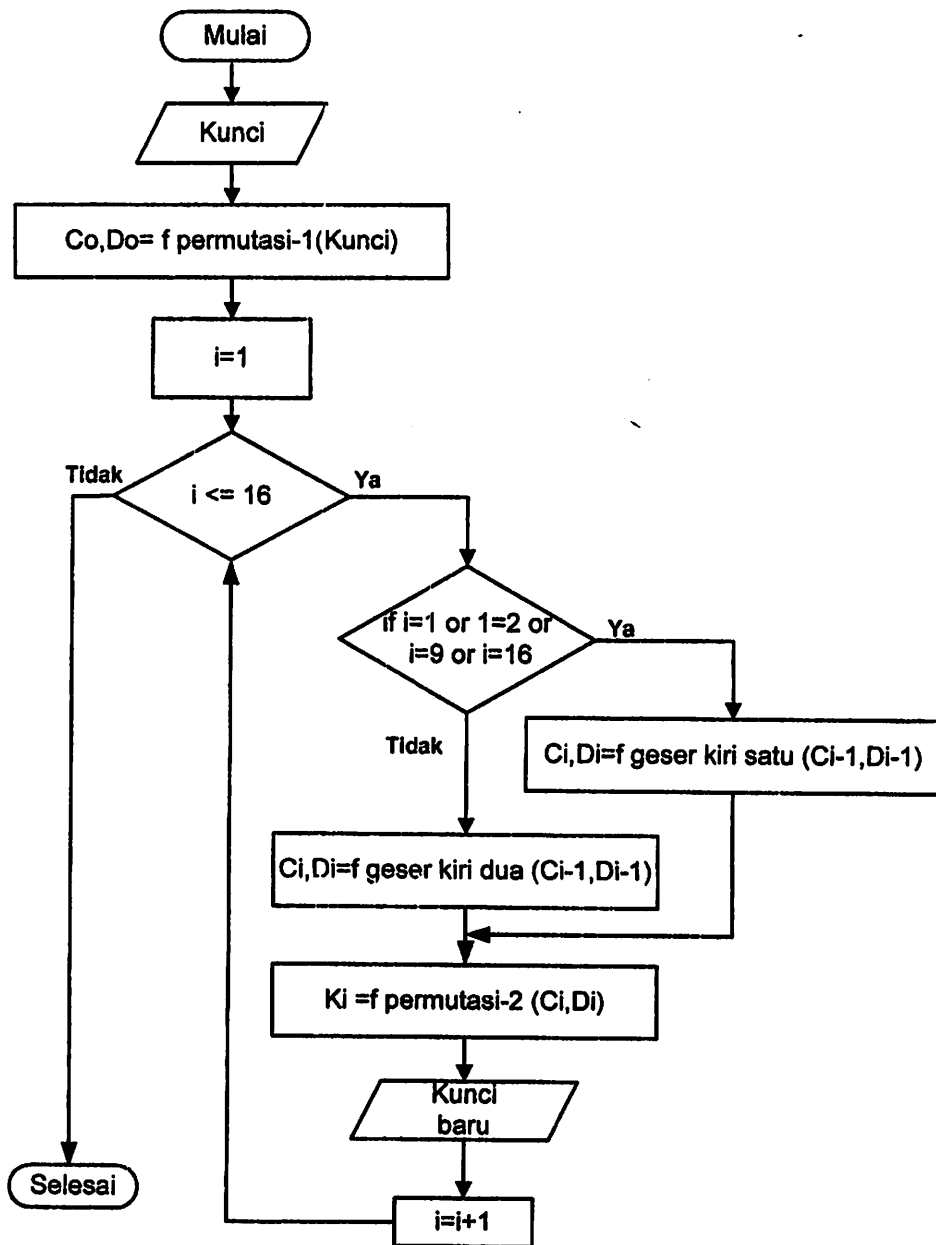 Mulai
Kunci
Co,Do= f permutasi-1(Kunci)
i=1
Tidak
i <= 16
Ya
if i=1 or 1=2 or
i=9 or i=16
Ya
Tidak
Ci,Di=f geser kiri satu (Ci-1,Di-1)
Ci,Di=f geser kiri dua (Ci-1,Di-1)
Ki =f permutasi-2 (Ci,Di)
Kunci
baru
Selesai
i=i+1